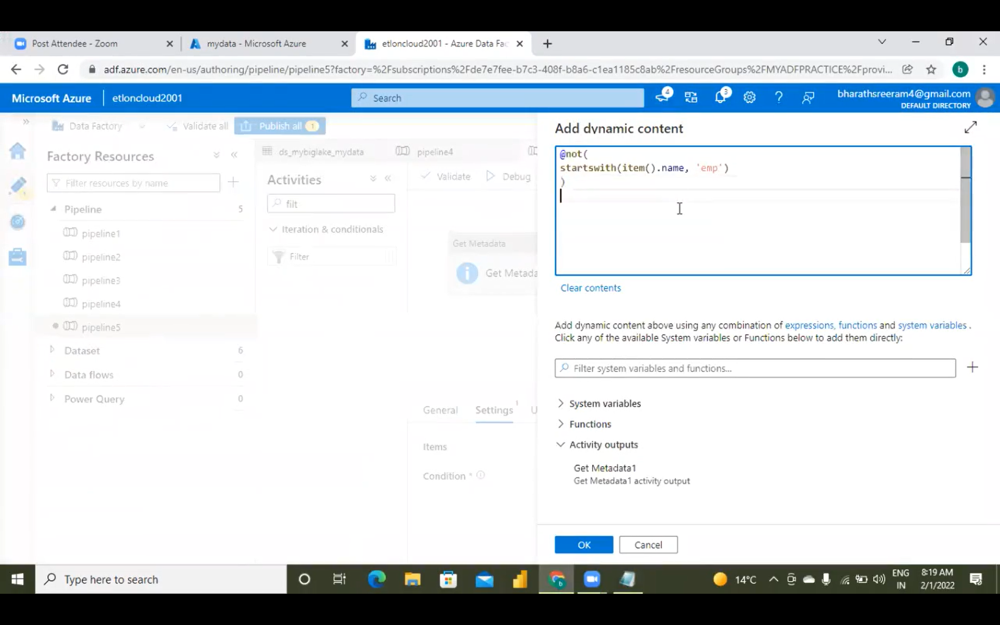 Post Attendee - Zoom
mydata - Microsoft Azure
etloncloud2001 - Azure Data Fac
adf.azure.com/en-us/authoring/pipeline/pipeline5?factory=%2Fsubscriptions%2Fde7e7fee-b7c3-408f-b8a6-c1ea1185c8ab%2FresourceGroups%2FMYADFPRACTICE%2Fprovi...
b
Microsoft Azure
etloncloud2001
Search
4
3
bharathsreeram4@gmail.com
DEFAULT DIRECTORY
Data Factory
Validate all
Publish all
1
Factory Resources
Filter resources by name
Pipeline
5
pipeline1
pipeline2
pipeline3
pipeline4
pipeline5
Dataset
6
Data flows
0
Power Query
0
ds_mybiglake_mydata
pipeline4
Activities
filt
Iteration & conditionals
Filter
Validate
Debug
Get Metadata
Get Metada
General
Settings
1
U
Items
Condition *
Add dynamic content
@not(
startswith(item().name, 'emp')
)
Clear contents
Add dynamic content above using any combination of expressions, functions and system variables .
Click any of the available System variables or Functions below to add them directly:
Filter system variables and functions...
System variables
Functions
Activity outputs
Get Metadata1
Get Metadata1 activity output
OK
Cancel
Type here to search
b
14°C
ENG
IN
8:19 AM
2/1/2022